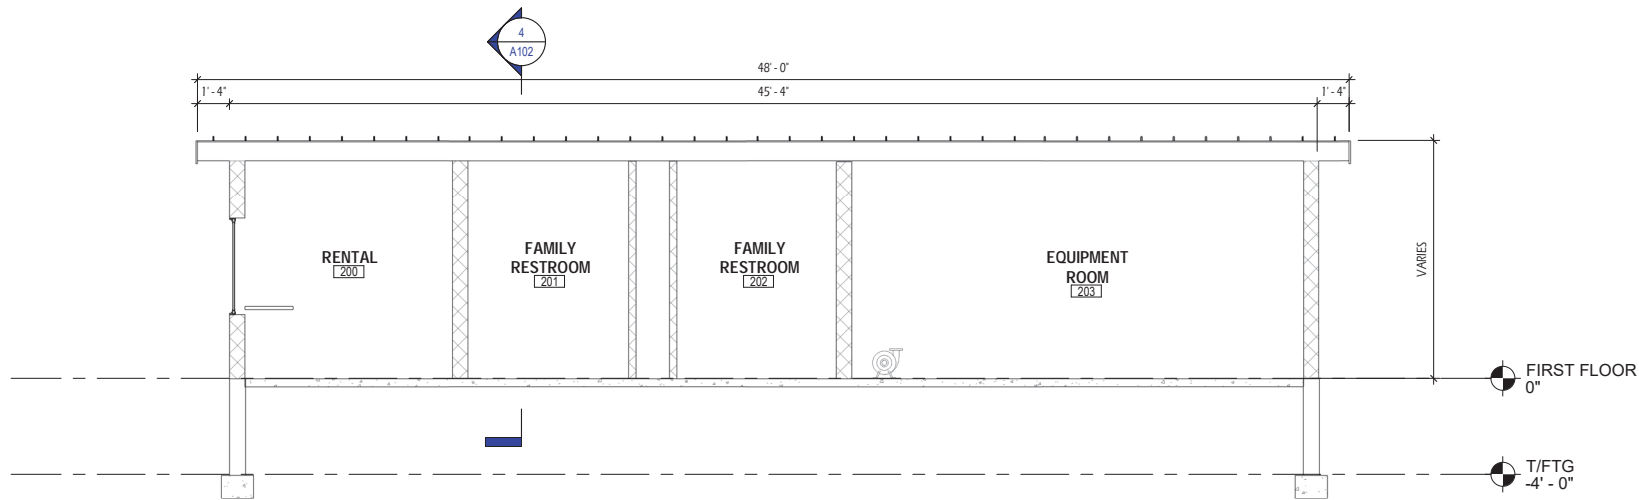 4
A102
48' - 0"
1' - 4"
45' - 4"
1' - 4"
RENTAL
200
FAMILY
RESTROOM
201
FAMILY
RESTROOM
202
EQUIPMENT
ROOM
203
VARIES
FIRST FLOOR
0"
T/FTG
-4' - 0"